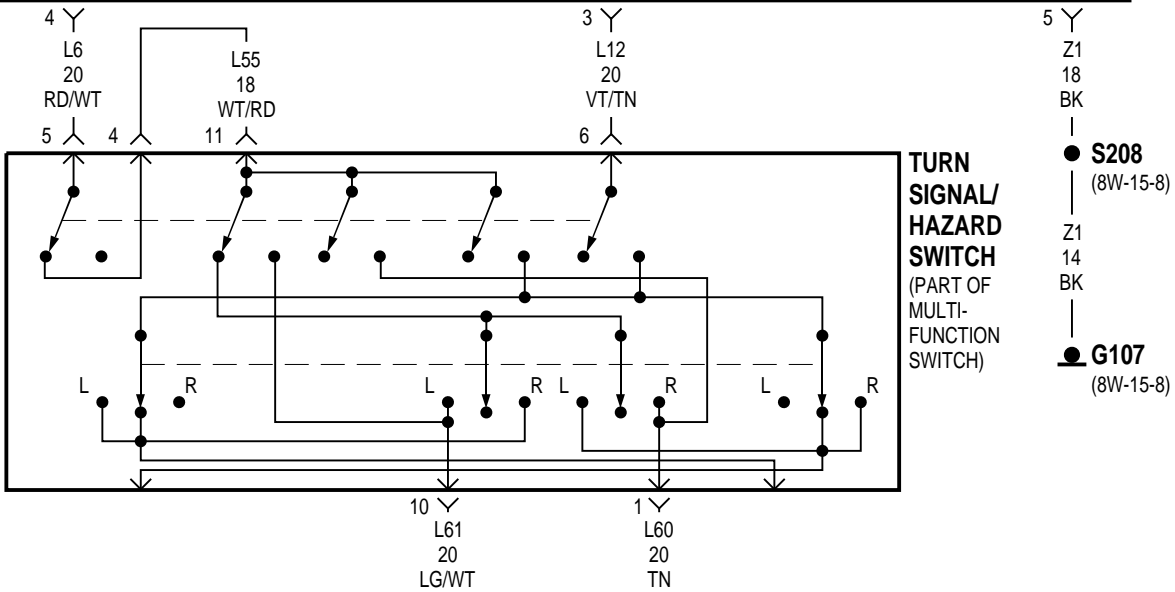 4
L6
20
RD/WT
5
4
L55
18
WT/RD
11
3
L12
20
VT/TN
6
5
Z1
18
BK
S208
(8W-15-8)
Z1
14
BK
G107
(8W-15-8)
TURN
SIGNAL/
HAZARD
SWITCH
(PART OF
MULTI-
FUNCTION
SWITCH)
L
R
L
R
L
R
L
R
10
L61
20
LG/WT
1
L60
20
TN